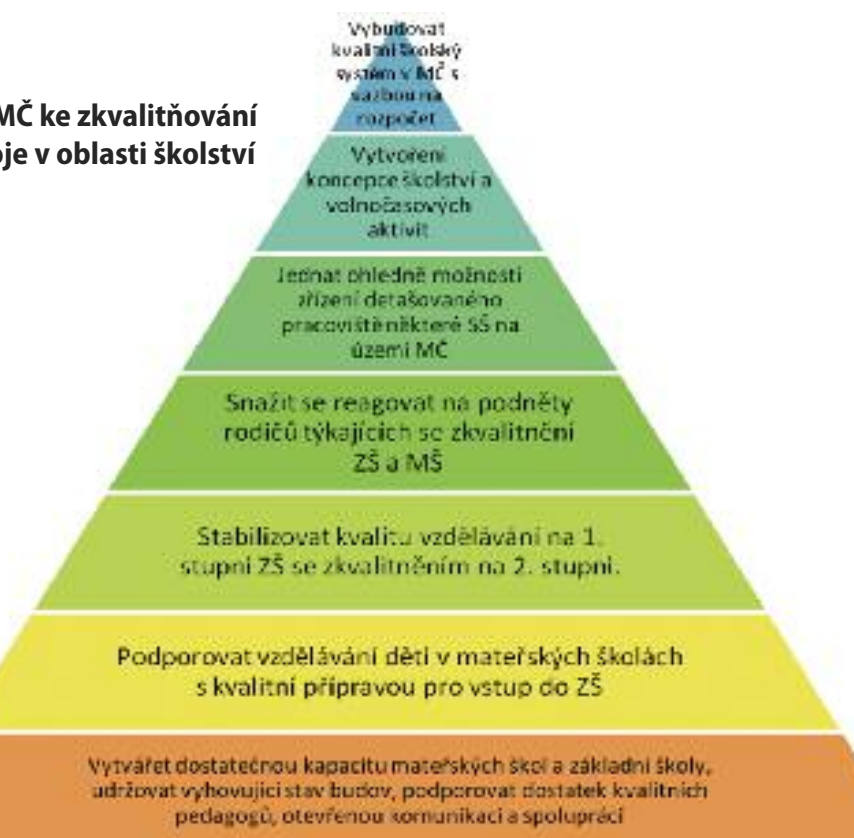 Vybudovat
kvalitní školský
systém v MČ s
vazbou na
rozpočet
MČ ke zkvalitňování
oje v oblasti školství
Vytvoření
koncepce školství a
volnočasových
aktivit
Jednat ohledně možnosti
zřízení detašovaného
pracoviště některé SŠ na
území MČ
Snažit se reagovat na podněty
rodičů týkajících se zkvalitnění
ZŠ a MŠ
Stabilizovat kvalitu vzdělávání na 1.
stupni ZŠ se zkvalitněním na 2. stupni.
Podporovat vzdělávání dětí v mateřských školách
s kvalitní přípravou pro vstup do ZŠ
Vytvářet dostatečnou kapacitu mateřských škol a základní školy,
udržovat vyhovující stav budov, podporovat dostatek kvalitních
pedagogů, otevřenou komunikaci a spolupráci